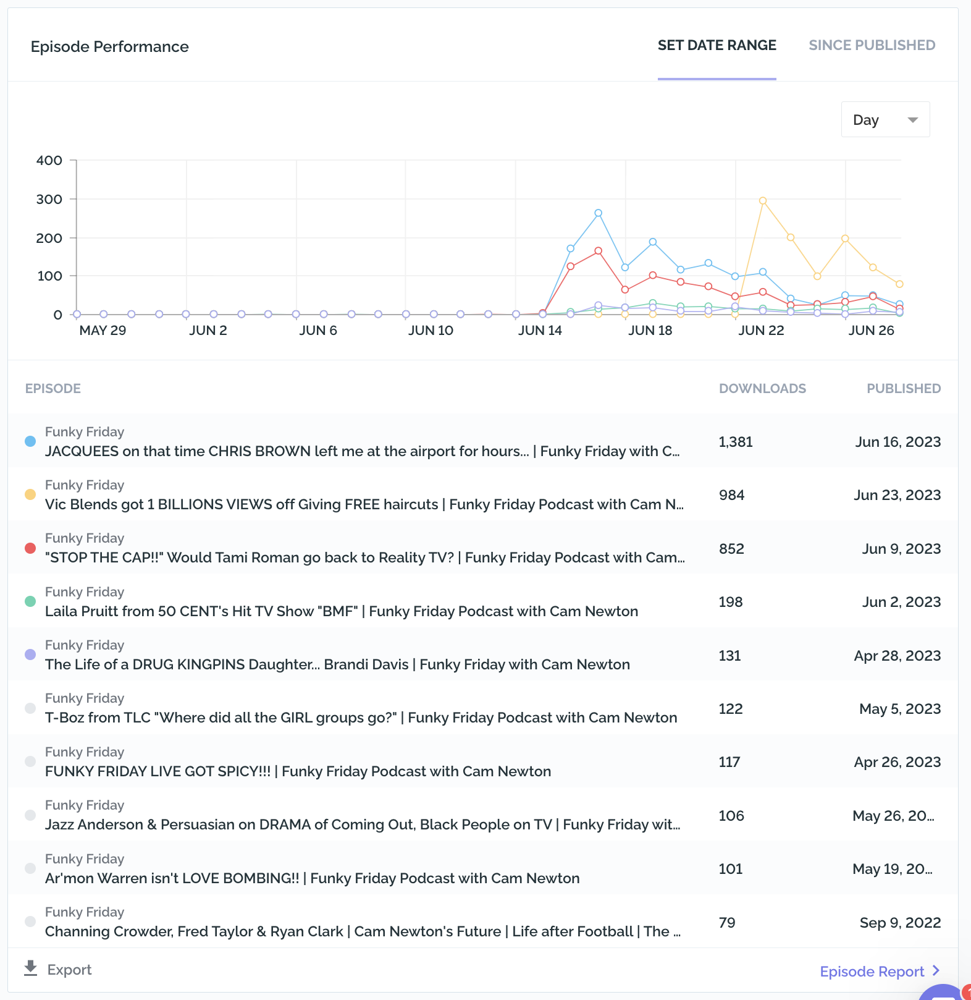 Episode Performance
SET DATE RANGE
SINCE PUBLISHED
Day
400
300
200
100
0
MAY 29
JUN 2
JUN 6
JUN 10
JUN 14
JUN 18
JUN 22
JUN 26
EPISODE DOWNLOADS PUBLISHED
Funky Friday
JACQUEES on that time CHRIS BROWN left me at the airport for hours... | Funky Friday with C...
1,381
Jun 16, 2023
Funky Friday
Vic Blends got 1 BILLIONS VIEWS off Giving FREE haircuts | Funky Friday Podcast with Cam N...
984
Jun 23, 2023
Funky Friday
"STOP THE CAP!!" Would Tami Roman go back to Reality TV? | Funky Friday Podcast with Cam...
852
Jun 9, 2023
Funky Friday
Laila Pruitt from 50 CENT's Hit TV Show "BMF" | Funky Friday Podcast with Cam Newton
198
Jun 2, 2023
Funky Friday
The Life of a DRUG KINGPINS Daughter... Brandi Davis | Funky Friday with Cam Newton
131
Apr 28, 2023
Funky Friday
T-Boz from TLC "Where did all the GIRL groups go?" | Funky Friday Podcast with Cam Newton
122
May 5, 2023
Funky Friday
FUNKY FRIDAY LIVE GOT SPICY!!! | Funky Friday Podcast with Cam Newton
117
Apr 26, 2023
Funky Friday
Jazz Anderson & Persuasian on DRAMA of Coming Out, Black People on TV | Funky Friday wit...
106
May 26, 20...
Funky Friday
Ar'mon Warren isn't LOVE BOMBING!! | Funky Friday Podcast with Cam Newton
101
May 19, 20...
Funky Friday
Channing Crowder, Fred Taylor & Ryan Clark | Cam Newton's Future | Life after Football | The ...
79
Sep 9, 2022
Export
Episode Report